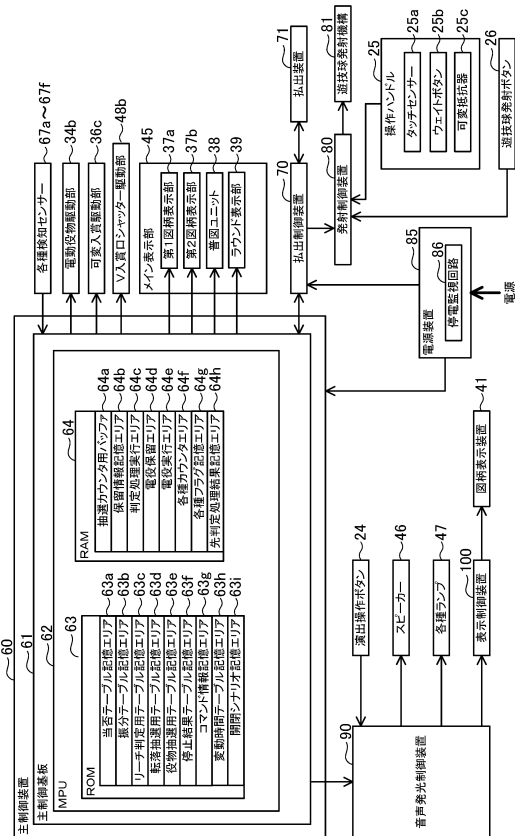 60
主制御装置
61
主制御基板
62
MPU
63
ROM
当否テーブル記憶エリア 63a
振分テーブル記憶エリア 63b
リーチ判定用テーブル記憶エリア 63c
転落抽選用テーブル記憶エリア 63d
役物抽選用テーブル記憶エリア 63e
停止結果テーブル記憶エリア 63f
コマンド情報記憶エリア 63g
変動時間テーブル記憶エリア 63h
開閉シナリオ記憶エリア 63i
64
RAM
抽選カウンタ用バッファ 64a
保留情報記憶エリア 64b
判定処理実行エリア 64c
電役保留エリア 64d
電役実行エリア 64e
各種カウンタエリア 64f
各種フラグ記憶エリア 64g
先判定処理結果記憶エリア 64h
各種検知センサー 67a～67f
電動役物駆動部 34b
可変入賞駆動部 36c
V入賞口シャッター駆動部 48b
メイン表示部 45
第1図柄表示部 37a
第2図柄表示部 37b
普図ユニット 38
ラウンド表示部 39
払出制御装置 70
払出装置 71
発射制御装置 80
遊技球発射機構 81
操作ハンドル 25
タッチセンサー 25a
ウェイトボタン 25b
可変抵抗器 25c
遊技球発射ボタン 26
電源装置 85
停電監視回路 86
電源
音声発光制御装置 90
演出操作ボタン 24
スピーカー 46
各種ランプ 47
表示制御装置 100
図柄表示装置 41